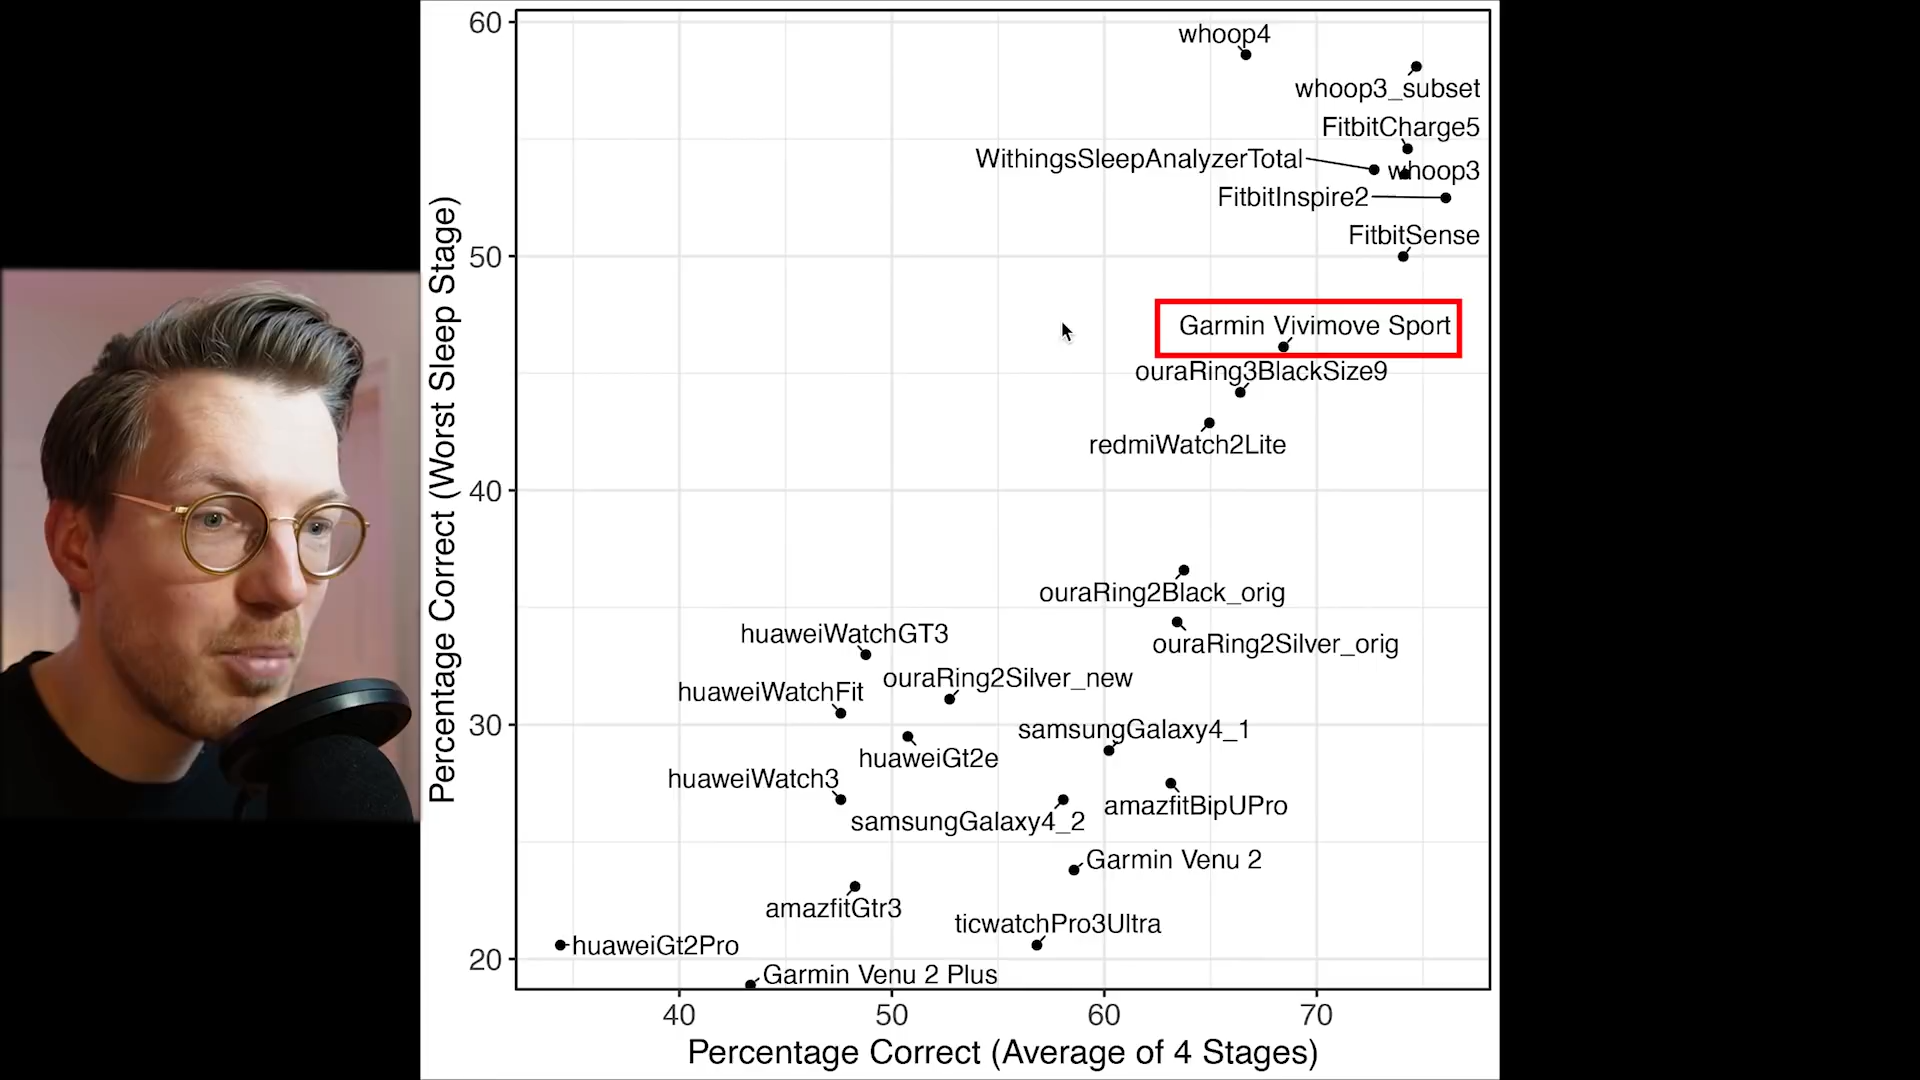 60
whoop4
whoop3_subset
FitbitCharge5
WithingsSleepAnalyzerTotal
whoop3
FitbitInspire2
FitbitSense
50
Garmin Vivimove Sport
ouraRing3BlackSize9
redmiWatch2Lite
40
ouraRing2Black_orig
huaweiWatchGT3
ouraRing2Silver_orig
ouraRing2Silver_new
huaweiWatchFit
30
samsungGalaxy4_1
huaweiGt2e
huaweiWatch3
amazfitBipUPro
samsungGalaxy4_2
Garmin Venu 2
amazfitGtr3
ticwatchPro3Ultra
huaweiGt2Pro
20
Garmin Venu 2 Plus
40 50 60 70
Percentage Correct (Average of 4 Stages)
Percentage Correct (Worst Sleep Stage)